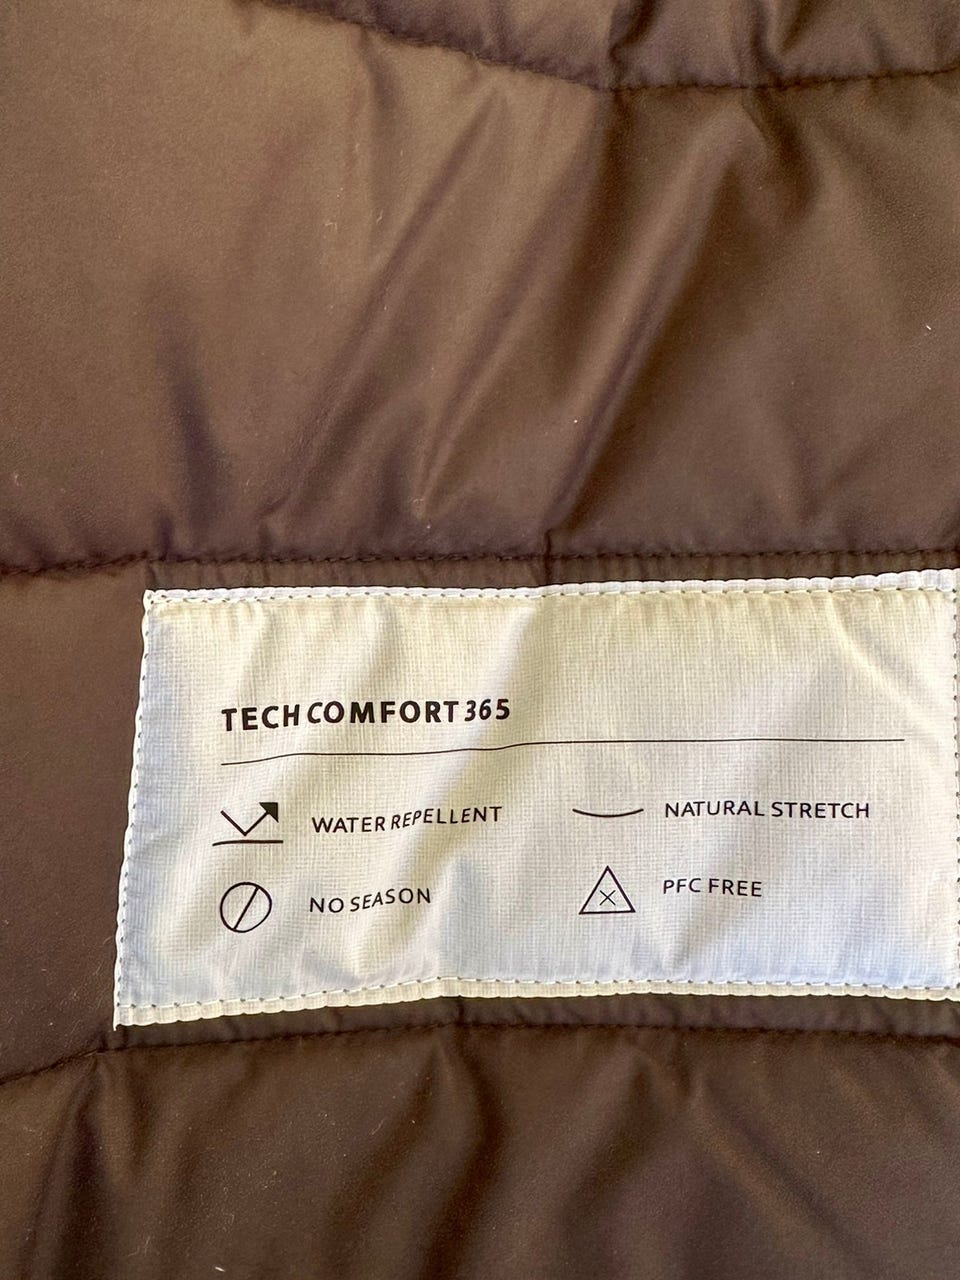 TECH COMFORT 365
WATER REPELLENT
NATURAL STRETCH
NO SEASON
PFC FREE